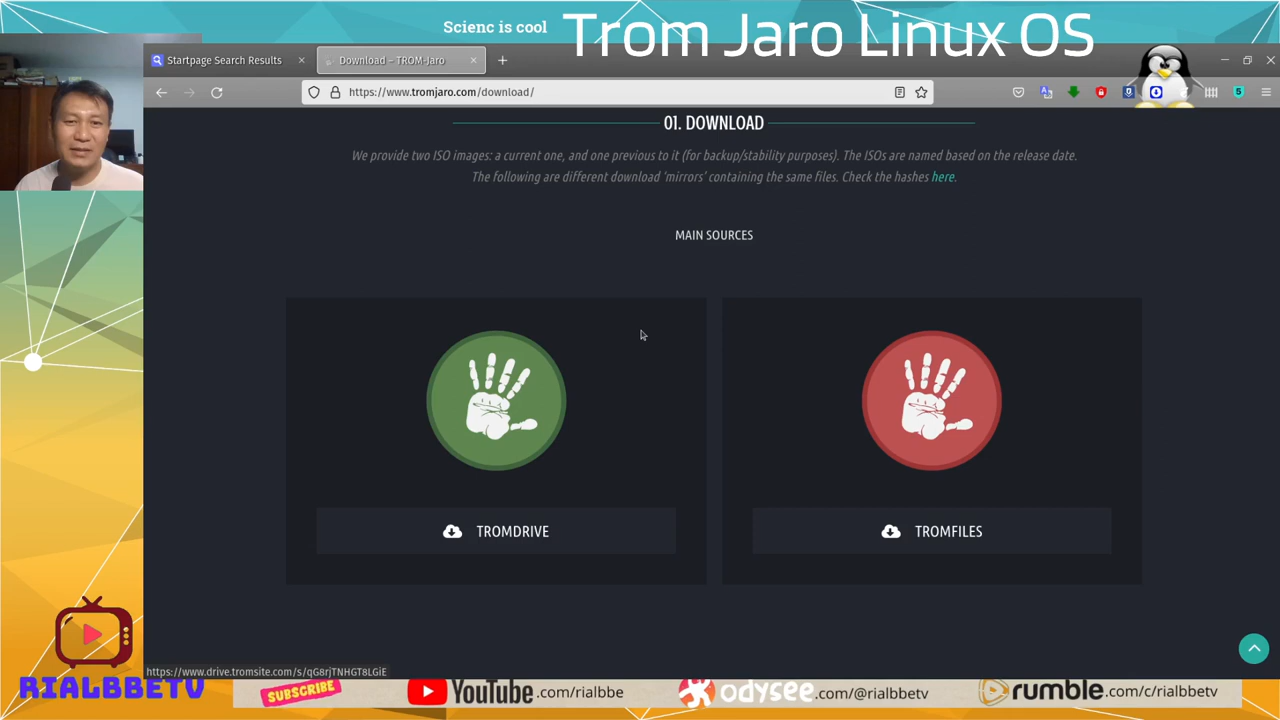 Scienc is cool
Trom Jaro Linux OS
Startpage Search Results
Download – TROM-Jaro
https://www.tromjaro.com/download/
5
01. DOWNLOAD
We provide two ISO images: a current one, and one previous to it (for backup/stability purposes). The ISOs are named based on the release date.
The following are different download 'mirrors' containing the same files. Check the hashes here.
MAIN SOURCES
TROMDRIVE
TROMFILES
https://www.drive.tromsite.com/s/qG8rjTNHGT8LGiE
RIALBBETV
SUBSCRIBE
YouTube.com/rialbbe
odysee.com/@rialbbetv
rumble.com/c/rialbbetv